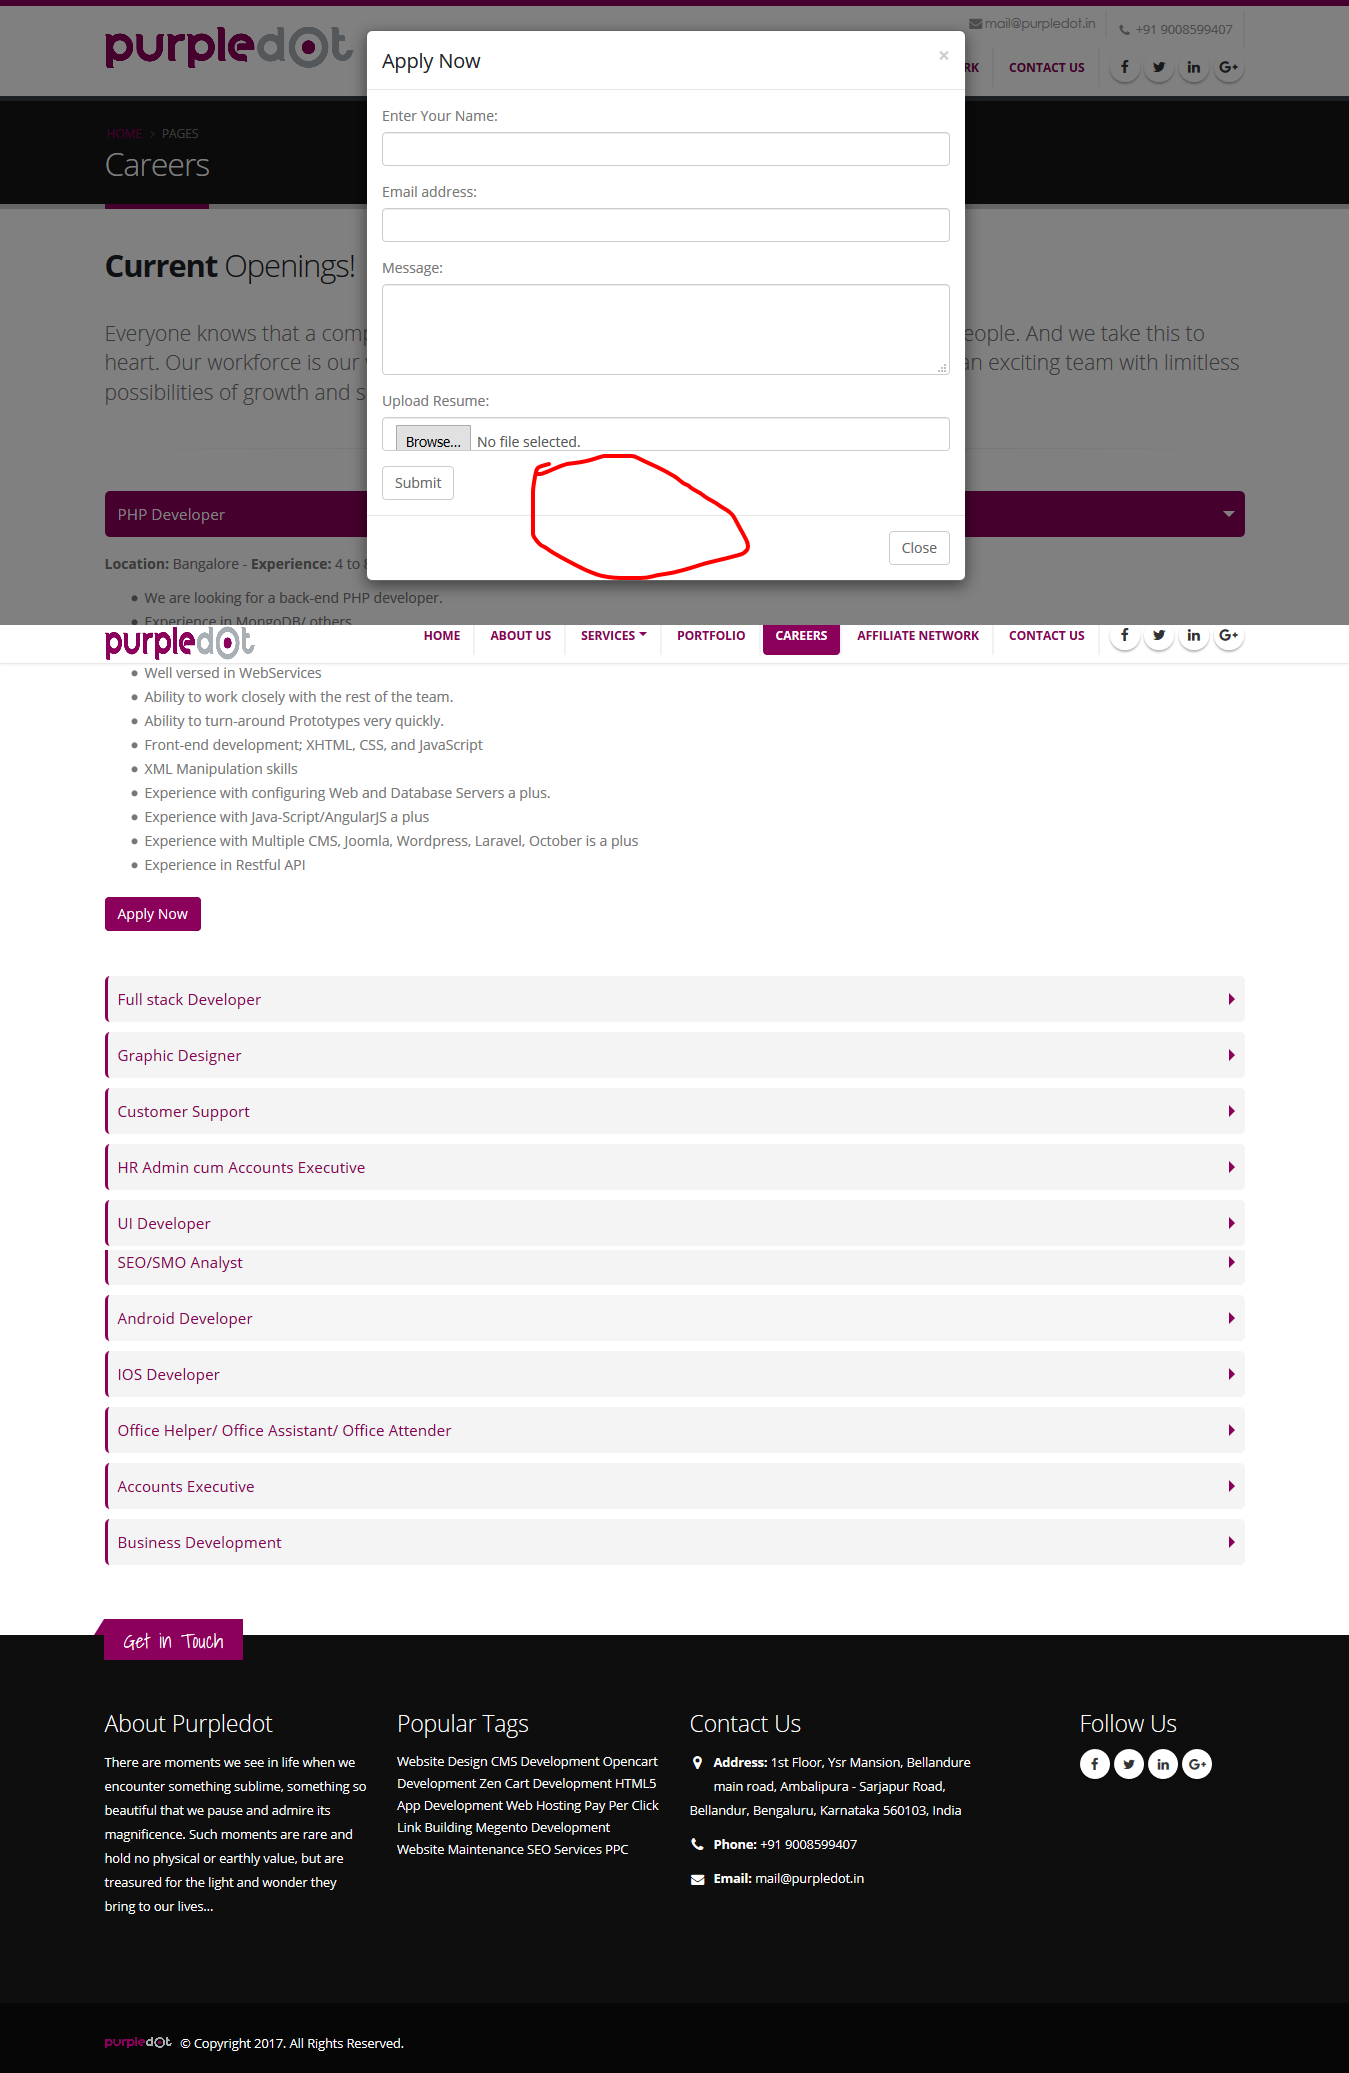 purpledot
mail@purpledot.in
+91 9008599407
RK
CONTACT US
HOME > PAGES
Careers
Apply Now
×
Enter Your Name:
Email address:
Message:
Upload Resume:
Browse... No file selected.
Submit
Close
Current Openings!
Everyone knows that a com eople. And we take this to
heart. Our workforce is our an exciting team with limitless
possibilities of growth and s
PHP Developer
Location: Bangalore - Experience: 4 to
We are looking for a back-end PHP developer.
Experience in MongoDB/ others
purpledot
HOME ABOUT US SERVICES PORTFOLIO CAREERS AFFILIATE NETWORK CONTACT US
Well versed in WebServices
Ability to work closely with the rest of the team.
Ability to turn-around Prototypes very quickly.
Front-end development; XHTML, CSS, and JavaScript
XML Manipulation skills
Experience with configuring Web and Database Servers a plus.
Experience with Java-Script/AngularJS a plus
Experience with Multiple CMS, Joomla, Wordpress, Laravel, October is a plus
Experience in Restful API
Apply Now
Full stack Developer
Graphic Designer
Customer Support
HR Admin cum Accounts Executive
UI Developer
SEO/SMO Analyst
Android Developer
IOS Developer
Office Helper/ Office Assistant/ Office Attender
Accounts Executive
Business Development
Get in Touch
About Purpledot
There are moments we see in life when we
encounter something sublime, something so
beautiful that we pause and admire its
magnificence. Such moments are rare and
hold no physical or earthly value, but are
treasured for the light and wonder they
bring to our lives...
Popular Tags
Website Design CMS Development Opencart
Development Zen Cart Development HTML5
App Development Web Hosting Pay Per Click
Link Building Megento Development
Website Maintenance SEO Services PPC
Contact Us
Address: 1st Floor, Ysr Mansion, Bellandure
main road, Ambalipura - Sarjapur Road,
Bellandur, Bengaluru, Karnataka 560103, India
Phone: +91 9008599407
Email: mail@purpledot.in
Follow Us
purpledot © Copyright 2017. All Rights Reserved.